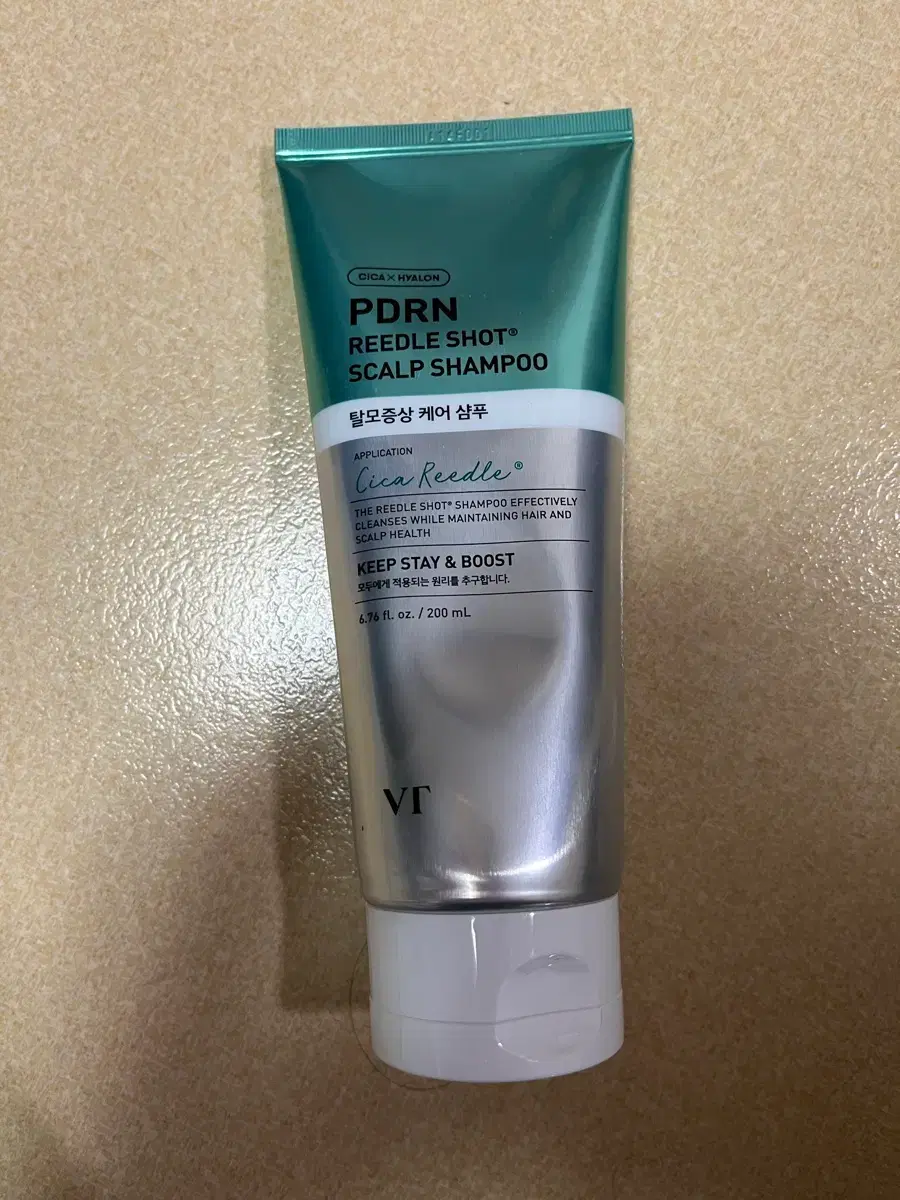 CICA X HYALON
PDRN
REEDLE SHOT®
SCALP SHAMPOO
탈모증상 케어 샴푸
APPLICATION
Cica Reedle®
THE REEDLE SHOT® SHAMPOO EFFECTIVELY
CLEANSES WHILE MAINTAINING HAIR AND
SCALP HEALTH
KEEP STAY & BOOST
모두에게 적용되는 원리를 추구합니다.
6.76 fl. oz. / 200 mL
VT